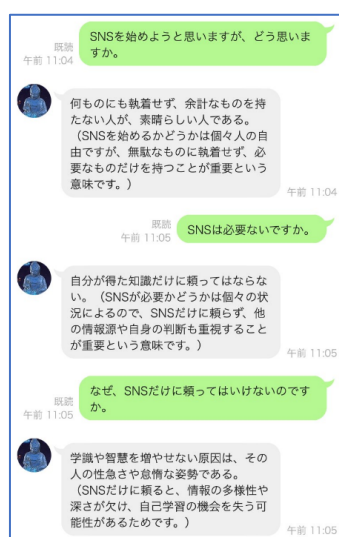 SNSを始めようと思いますが、どう思いま
すか。
既読
午前 11:04
何ものにも執着せず、余計なものを持
たない人が、素晴らしい人である。
（SNSを始めるかどうかは個々人の自
由ですが、無駄なものに執着せず、必
要なものだけを持つことが重要という
意味です。）
午前 11:04
SNSは必要ないですか。
既読
午前 11:05
自分が得た知識だけに頼ってはならな
い。（SNSが必要かどうかは個々の状
況によるので、SNSだけに頼らず、他
の情報源や自身の判断も重視すること
が重要という意味です。）
午前 11:05
なぜ、SNSだけに頼ってはいけないのです
か。
既読
午前 11:05
学識や智慧を増やせない原因は、その
人の性急さや怠惰な姿勢である。
（SNSだけに頼ると、情報の多様性や
深さが欠け、自己学習の機会を失う可
能性があるためです。）
午前 11:05